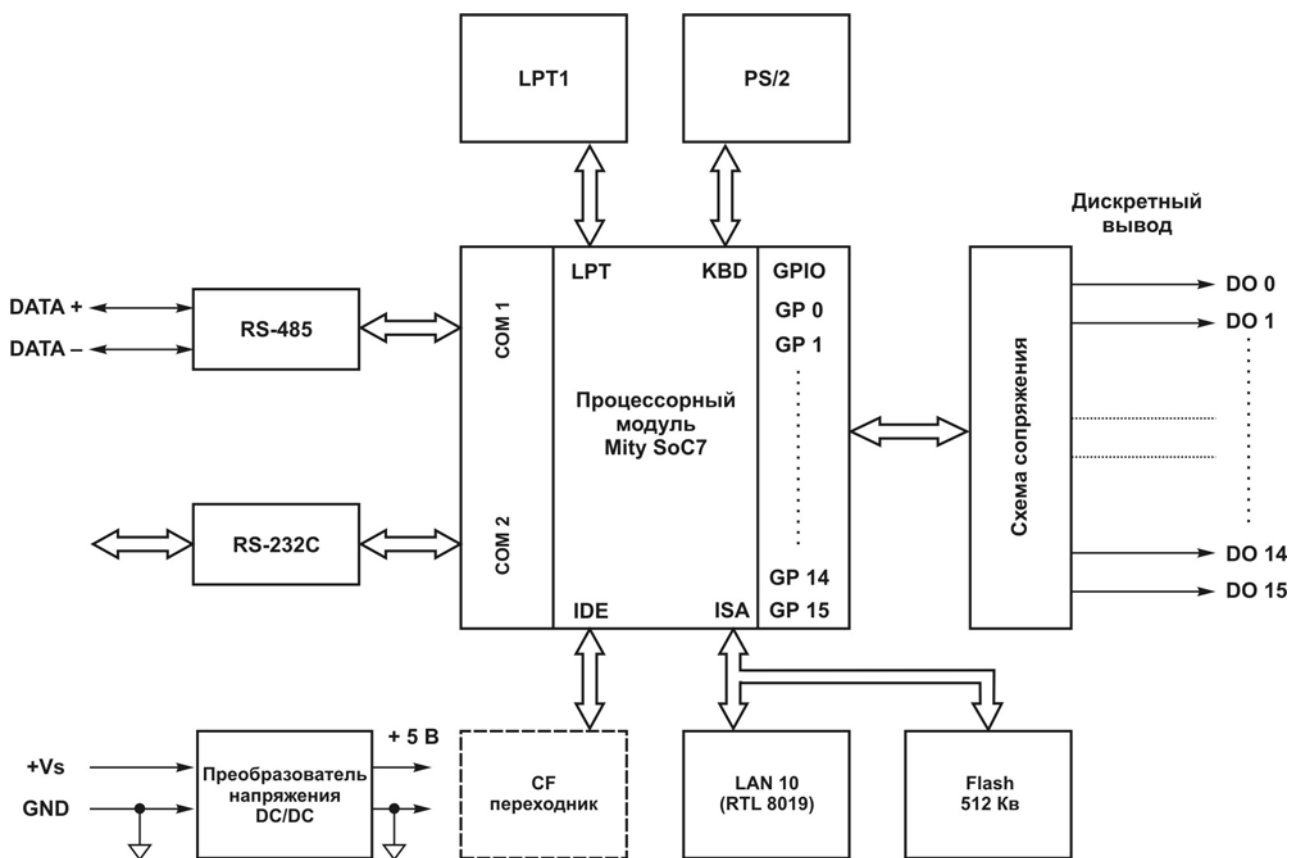 LPT1
PS/2
Дискретный
вывод
DATA +
DATA –
RS-485
COM 1
LPT
KBD
GPIO
GP 0
GP 1
Процессорный
модуль
Mity SoC7
Схема сопряжения
DO 0
DO 1
RS-232C
COM 2
GP 14
GP 15
DO 14
DO 15
IDE
ISA
+Vs
GND
Преобразователь
напряжения
DC/DC
+ 5 В
CF
переходник
LAN 10
(RTL 8019)
Flash
512 Кв